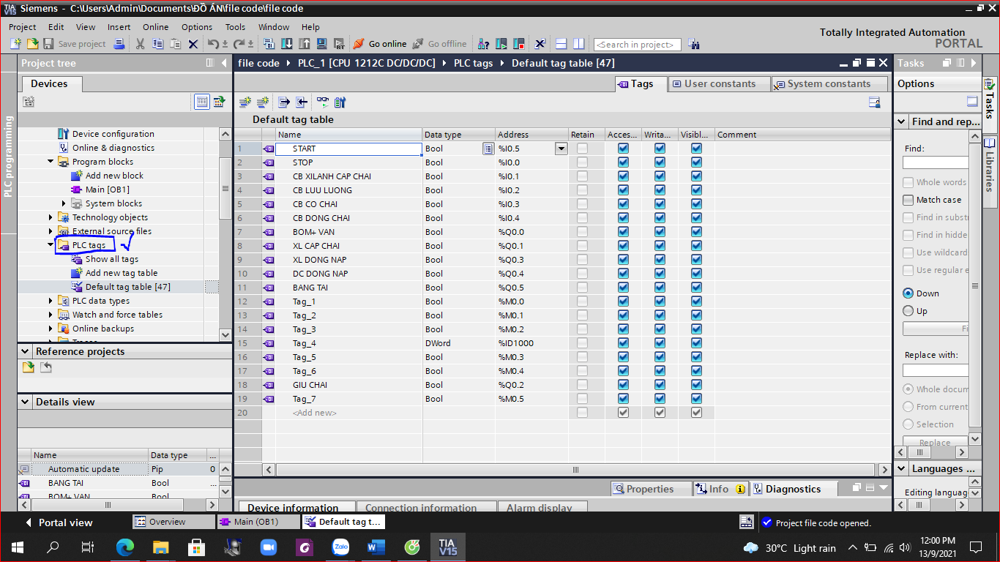 TIA V15 Siemens - C:\Users\Admin\Documents\ĐỒ ÁN\file code\file code
Project Edit View Insert Online Options Tools Window Help
Totally Integrated Automation
PORTAL
Save project Go online Go offline <Search in project>
Project tree
file code PLC_1 [CPU 1212C DC/DC/DC] PLC tags Default tag table [47]
Tasks
Devices
Tags User constants System constants
Options
PLC programming
Tasks
Libraries
Default tag table
Device configuration
Online & diagnostics
Program blocks
Add new block
Main [OB1]
System blocks
Technology objects
External source files
PLC tags
Show all tags
Add new tag table
Default tag table [47]
PLC data types
Watch and force tables
Online backups
Name Data type Address Retain Acces... Writa... Visibl... Comment
1 START Bool %I0.5
2 STOP Bool %I0.0
3 CB XILANH CAP CHAI Bool %I0.1
4 CB LUU LUONG Bool %I0.2
5 CB CO CHAI Bool %I0.3
6 CB DONG CHAI Bool %I0.4
7 BOM+ VAN Bool %Q0.0
8 XL CAP CHAI Bool %Q0.1
9 XL DONG NAP Bool %Q0.3
10 DC DONG NAP Bool %Q0.4
11 BANG TAI Bool %Q0.5
12 Tag_1 Bool %M0.0
13 Tag_2 Bool %M0.1
14 Tag_3 Bool %M0.2
15 Tag_4 DWord %ID1000
16 Tag_5 Bool %M0.3
17 Tag_6 Bool %M0.4
18 GIU CHAI Bool %Q0.2
19 Tag_7 Bool %M0.5
20 <Add new>
Find and rep...
Find:
Whole words
Match case
Find in substr
Find in hidde
Use wildcard
Use regular e
Down
Up
Fi
Replace with:
Whole docum
From current
Selection
Replace
Languages ...
Editing languag
Reference projects
Details view
Name Data type ...
Automatic update Pip 0
BANG TAI Bool ...
BOM+ VAN Bool
Properties Info Diagnostics
Device information Connection information Alarm display
Portal view Overview Main (OB1) Default tag t... Project file code opened.
Zalo TIA V15 30°C Light rain 12:00 PM
13/9/2021